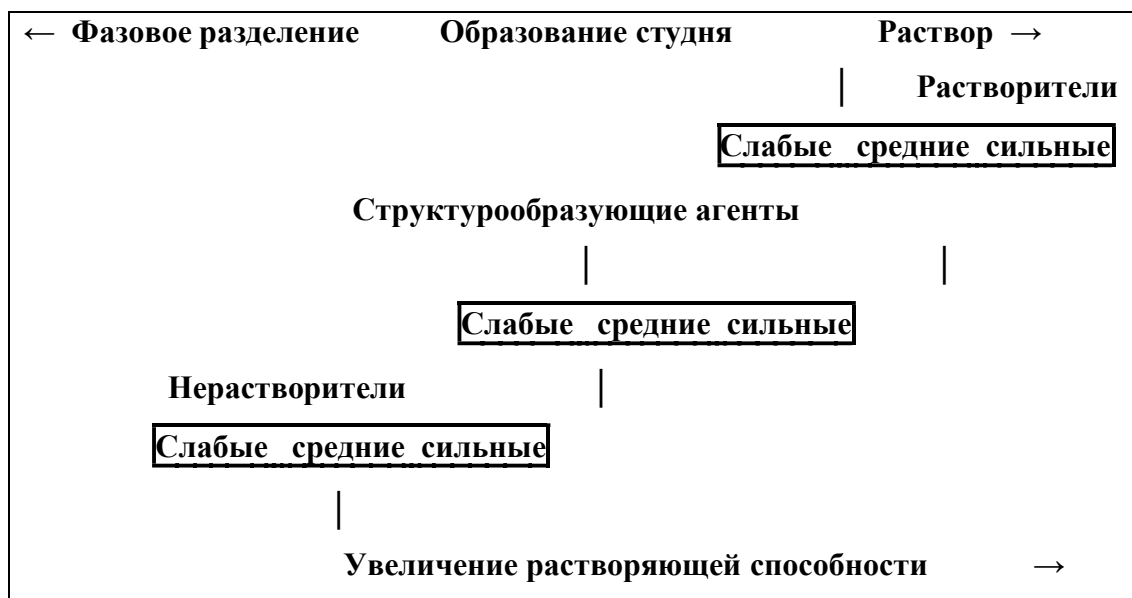 ← Фазовое разделение Образование студня Раствор →
Растворители
Слабые средние сильные
Структурообразующие агенты
Слабые средние сильные
Нерастворители
Слабые средние сильные
Увеличение растворяющей способности →